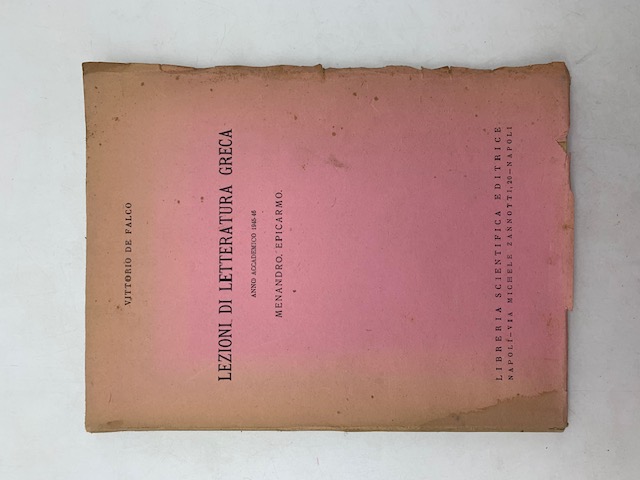 VITTORIO DE FALCO
LEZIONI DI LETTERATURA GRECA
ANNO ACCADEMICO 1945-46
MENANDRO. EPICARMO.
LIBRERIA SCIENTIFICA EDITRICE
NAPOLI-VIA MICHELE ZANNOTTI, 20-NAPOLI